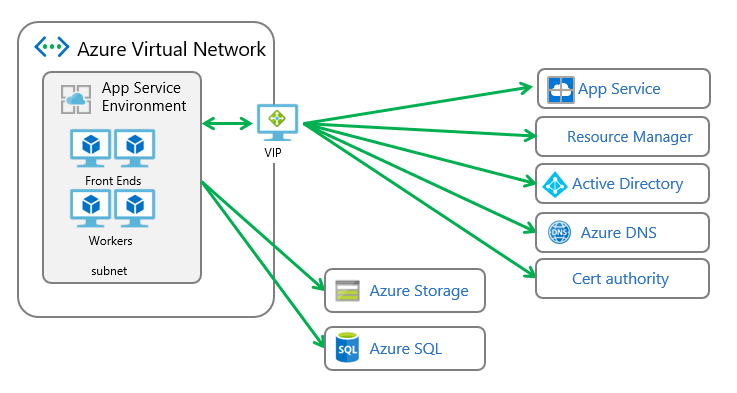 Azure Virtual Network
App Service
Environment
Front Ends
Workers
subnet
VIP
App Service
Resource Manager
Active Directory
DNS
Azure DNS
Cert authority
Azure Storage
SQL
Azure SQL